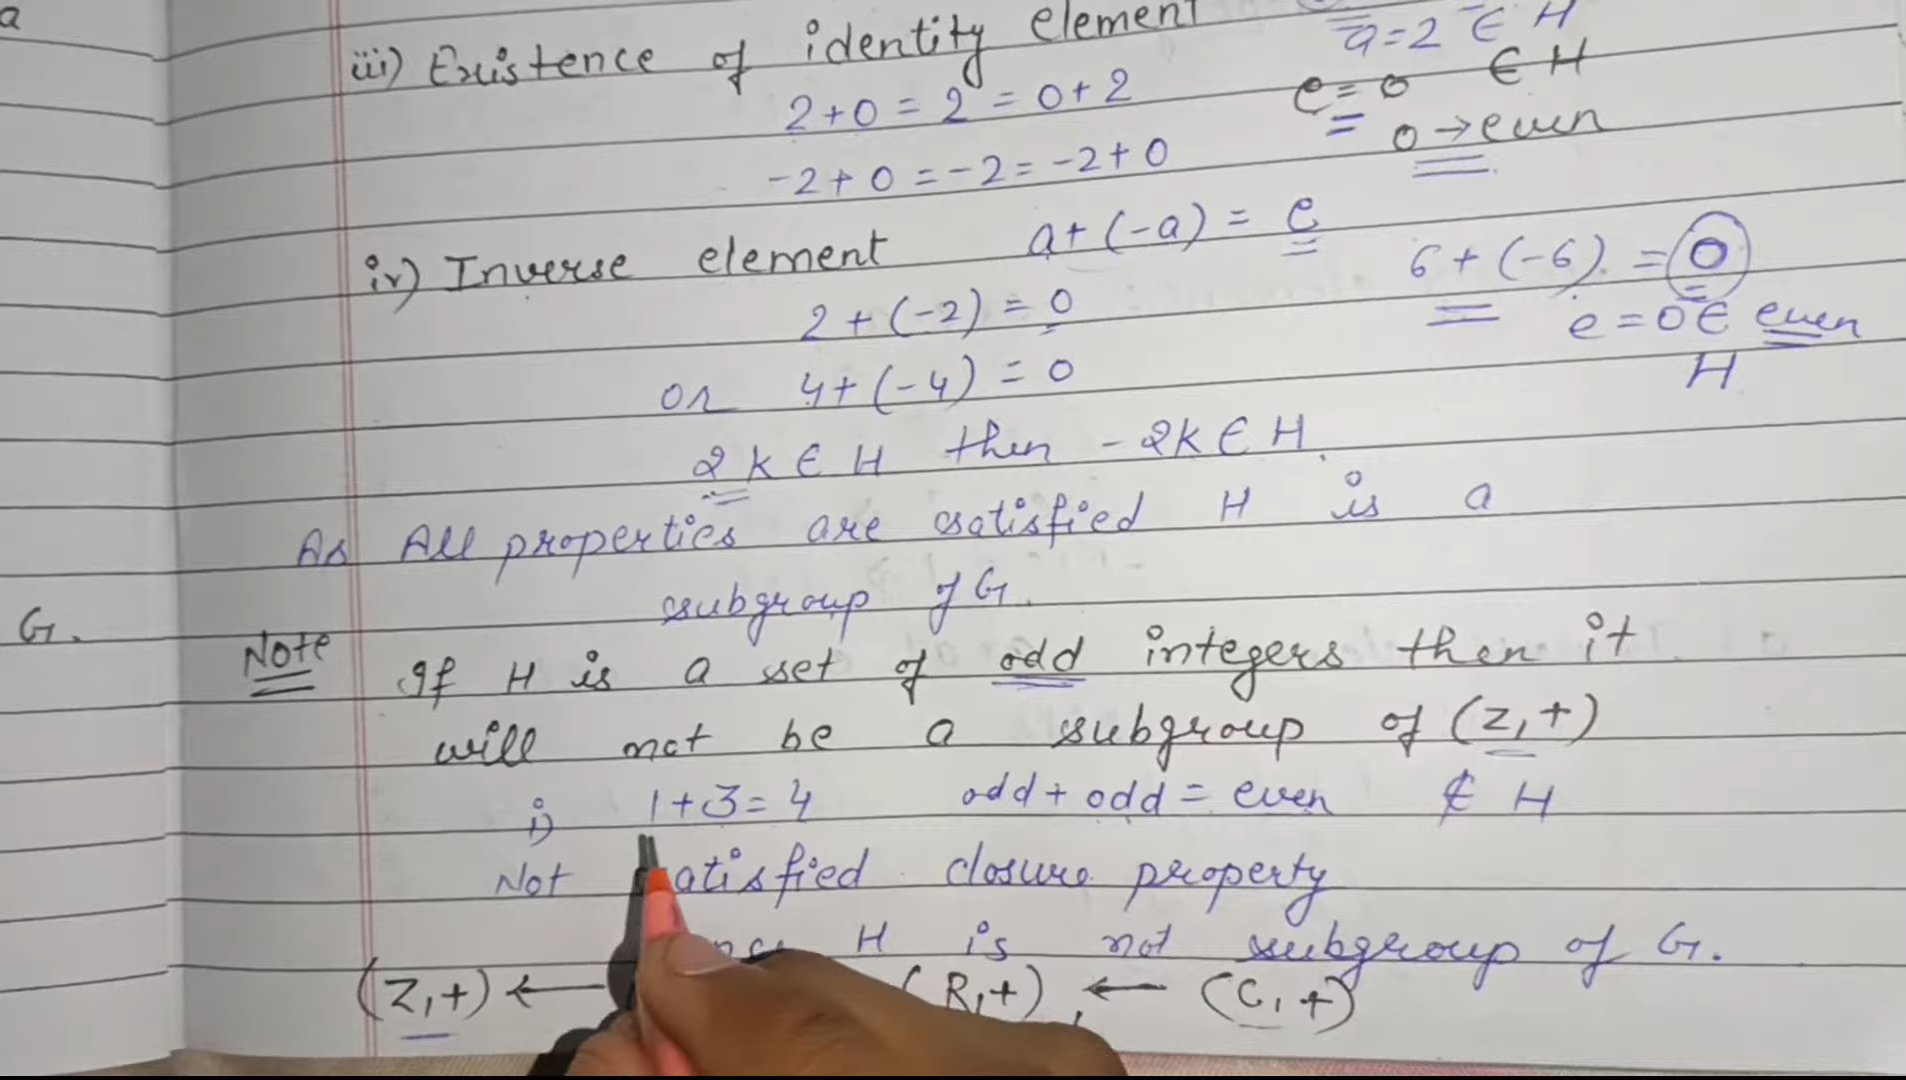 a
iii) Existence of identity element
a=2 ∈ H
2+0 = 2 = 0+2
e=0 ∈ H
0→even
-2+0 = -2 = -2+0
iv) Inverse element a+(-a) = e
6+(-6) = 0
2+(-2) = 0
e=0∈ even
H
or 4+(-4) = 0
2k ∈ H then -2k ∈ H.
As All properties are satisfied H is a
subgroup of G.
G.
Note If H is a set of odd integers then it
will not be a subgroup of (Z,+)
i) 1+3=4 odd+odd = even ∉ H
Not satisfied closure property
H is not subgroup of G.
(Z,+) ← (R,+) , ← (C,+)